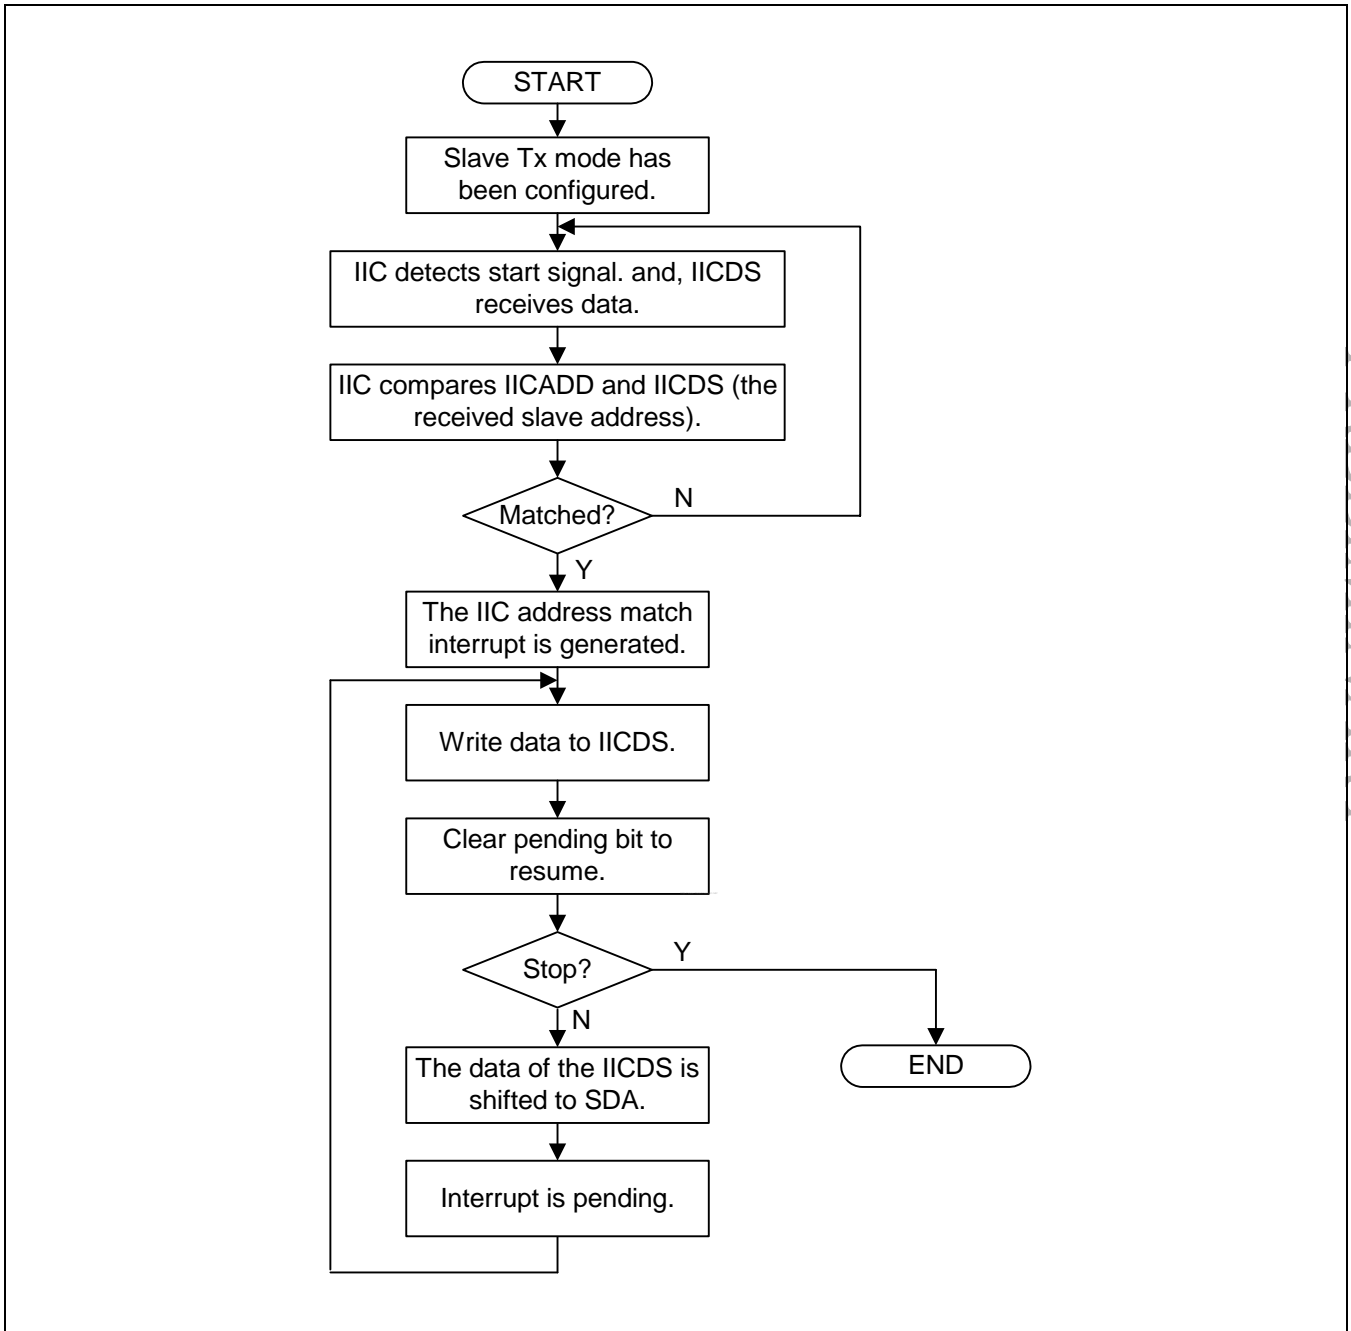 START
Slave Tx mode has
been configured.
IIC detects start signal. and, IICDS
receives data.
IIC compares IICADD and IICDS (the
received slave address).
Matched?
N
Y
The IIC address match
interrupt is generated.
Write data to IICDS.
Clear pending bit to
resume.
Stop?
Y
N
The data of the IICDS is
shifted to SDA.
END
Interrupt is pending.